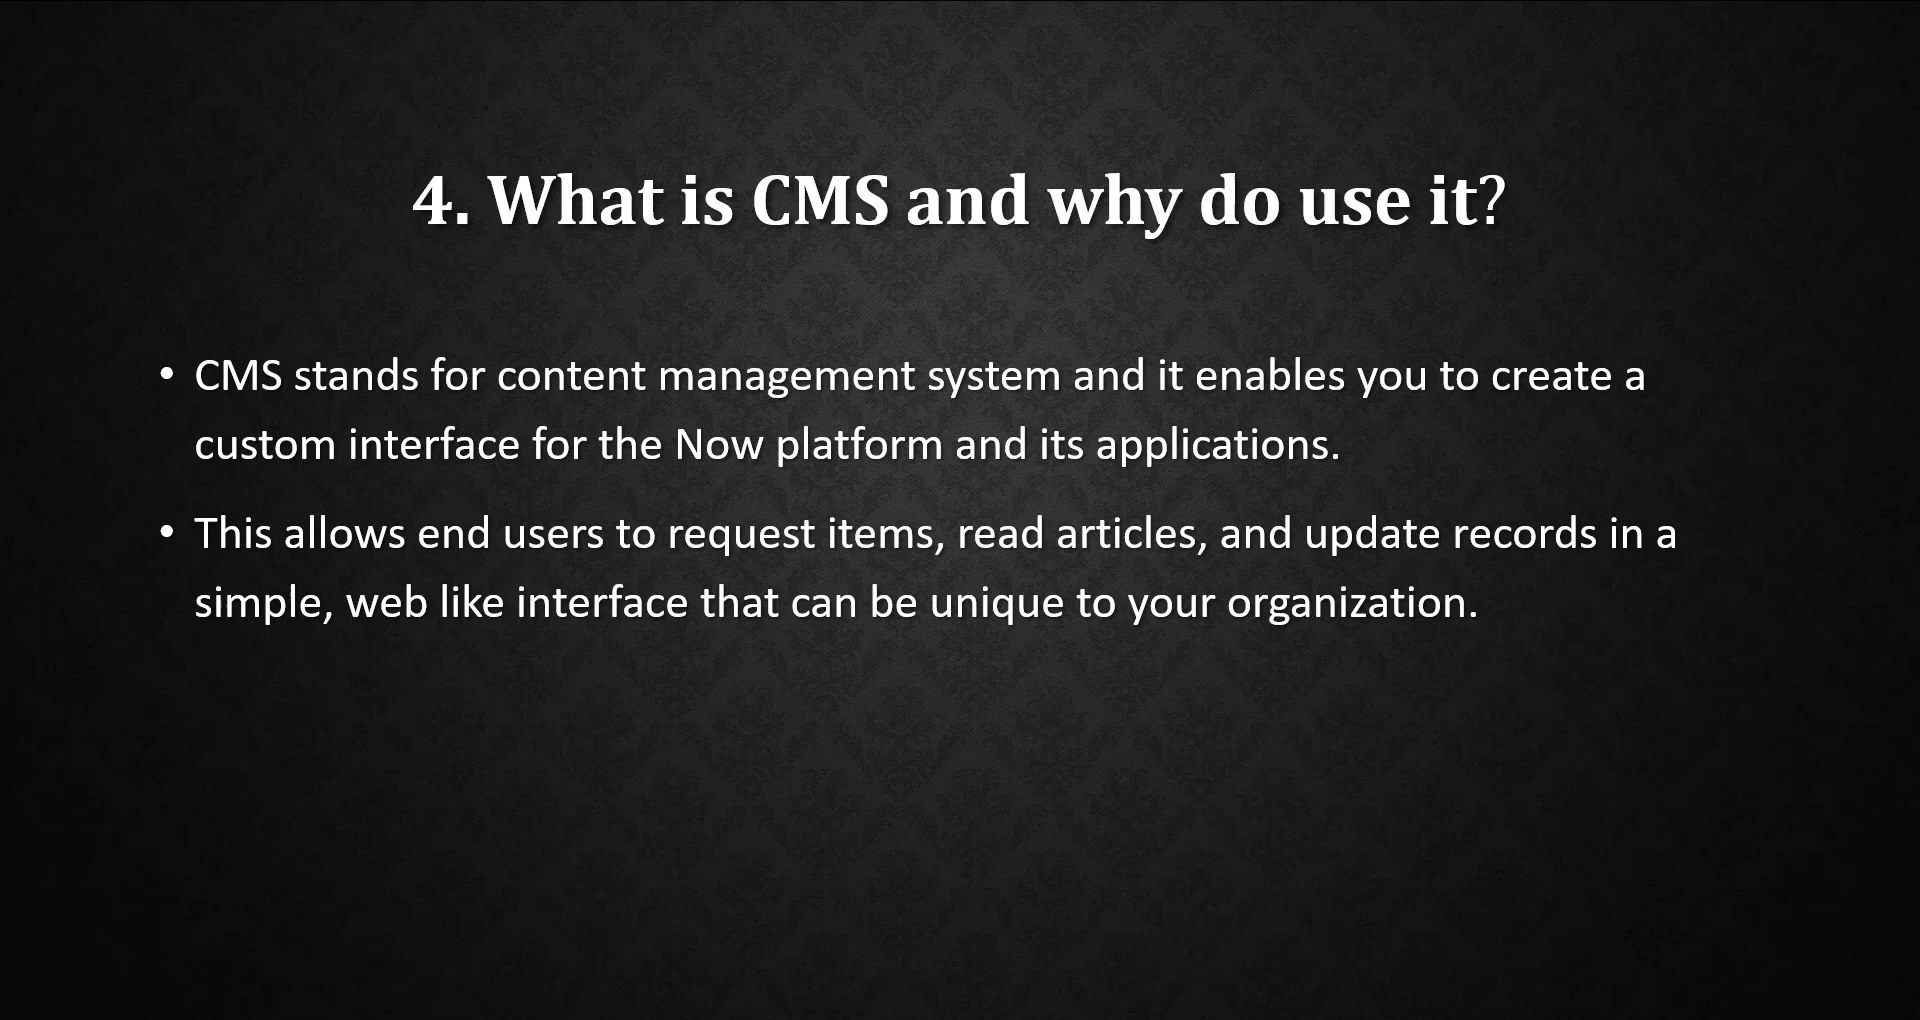 4. What is CMS and why do use it?
• CMS stands for content management system and it enables you to create a
custom interface for the Now platform and its applications.
• This allows end users to request items, read articles, and update records in a
simple, web like interface that can be unique to your organization.